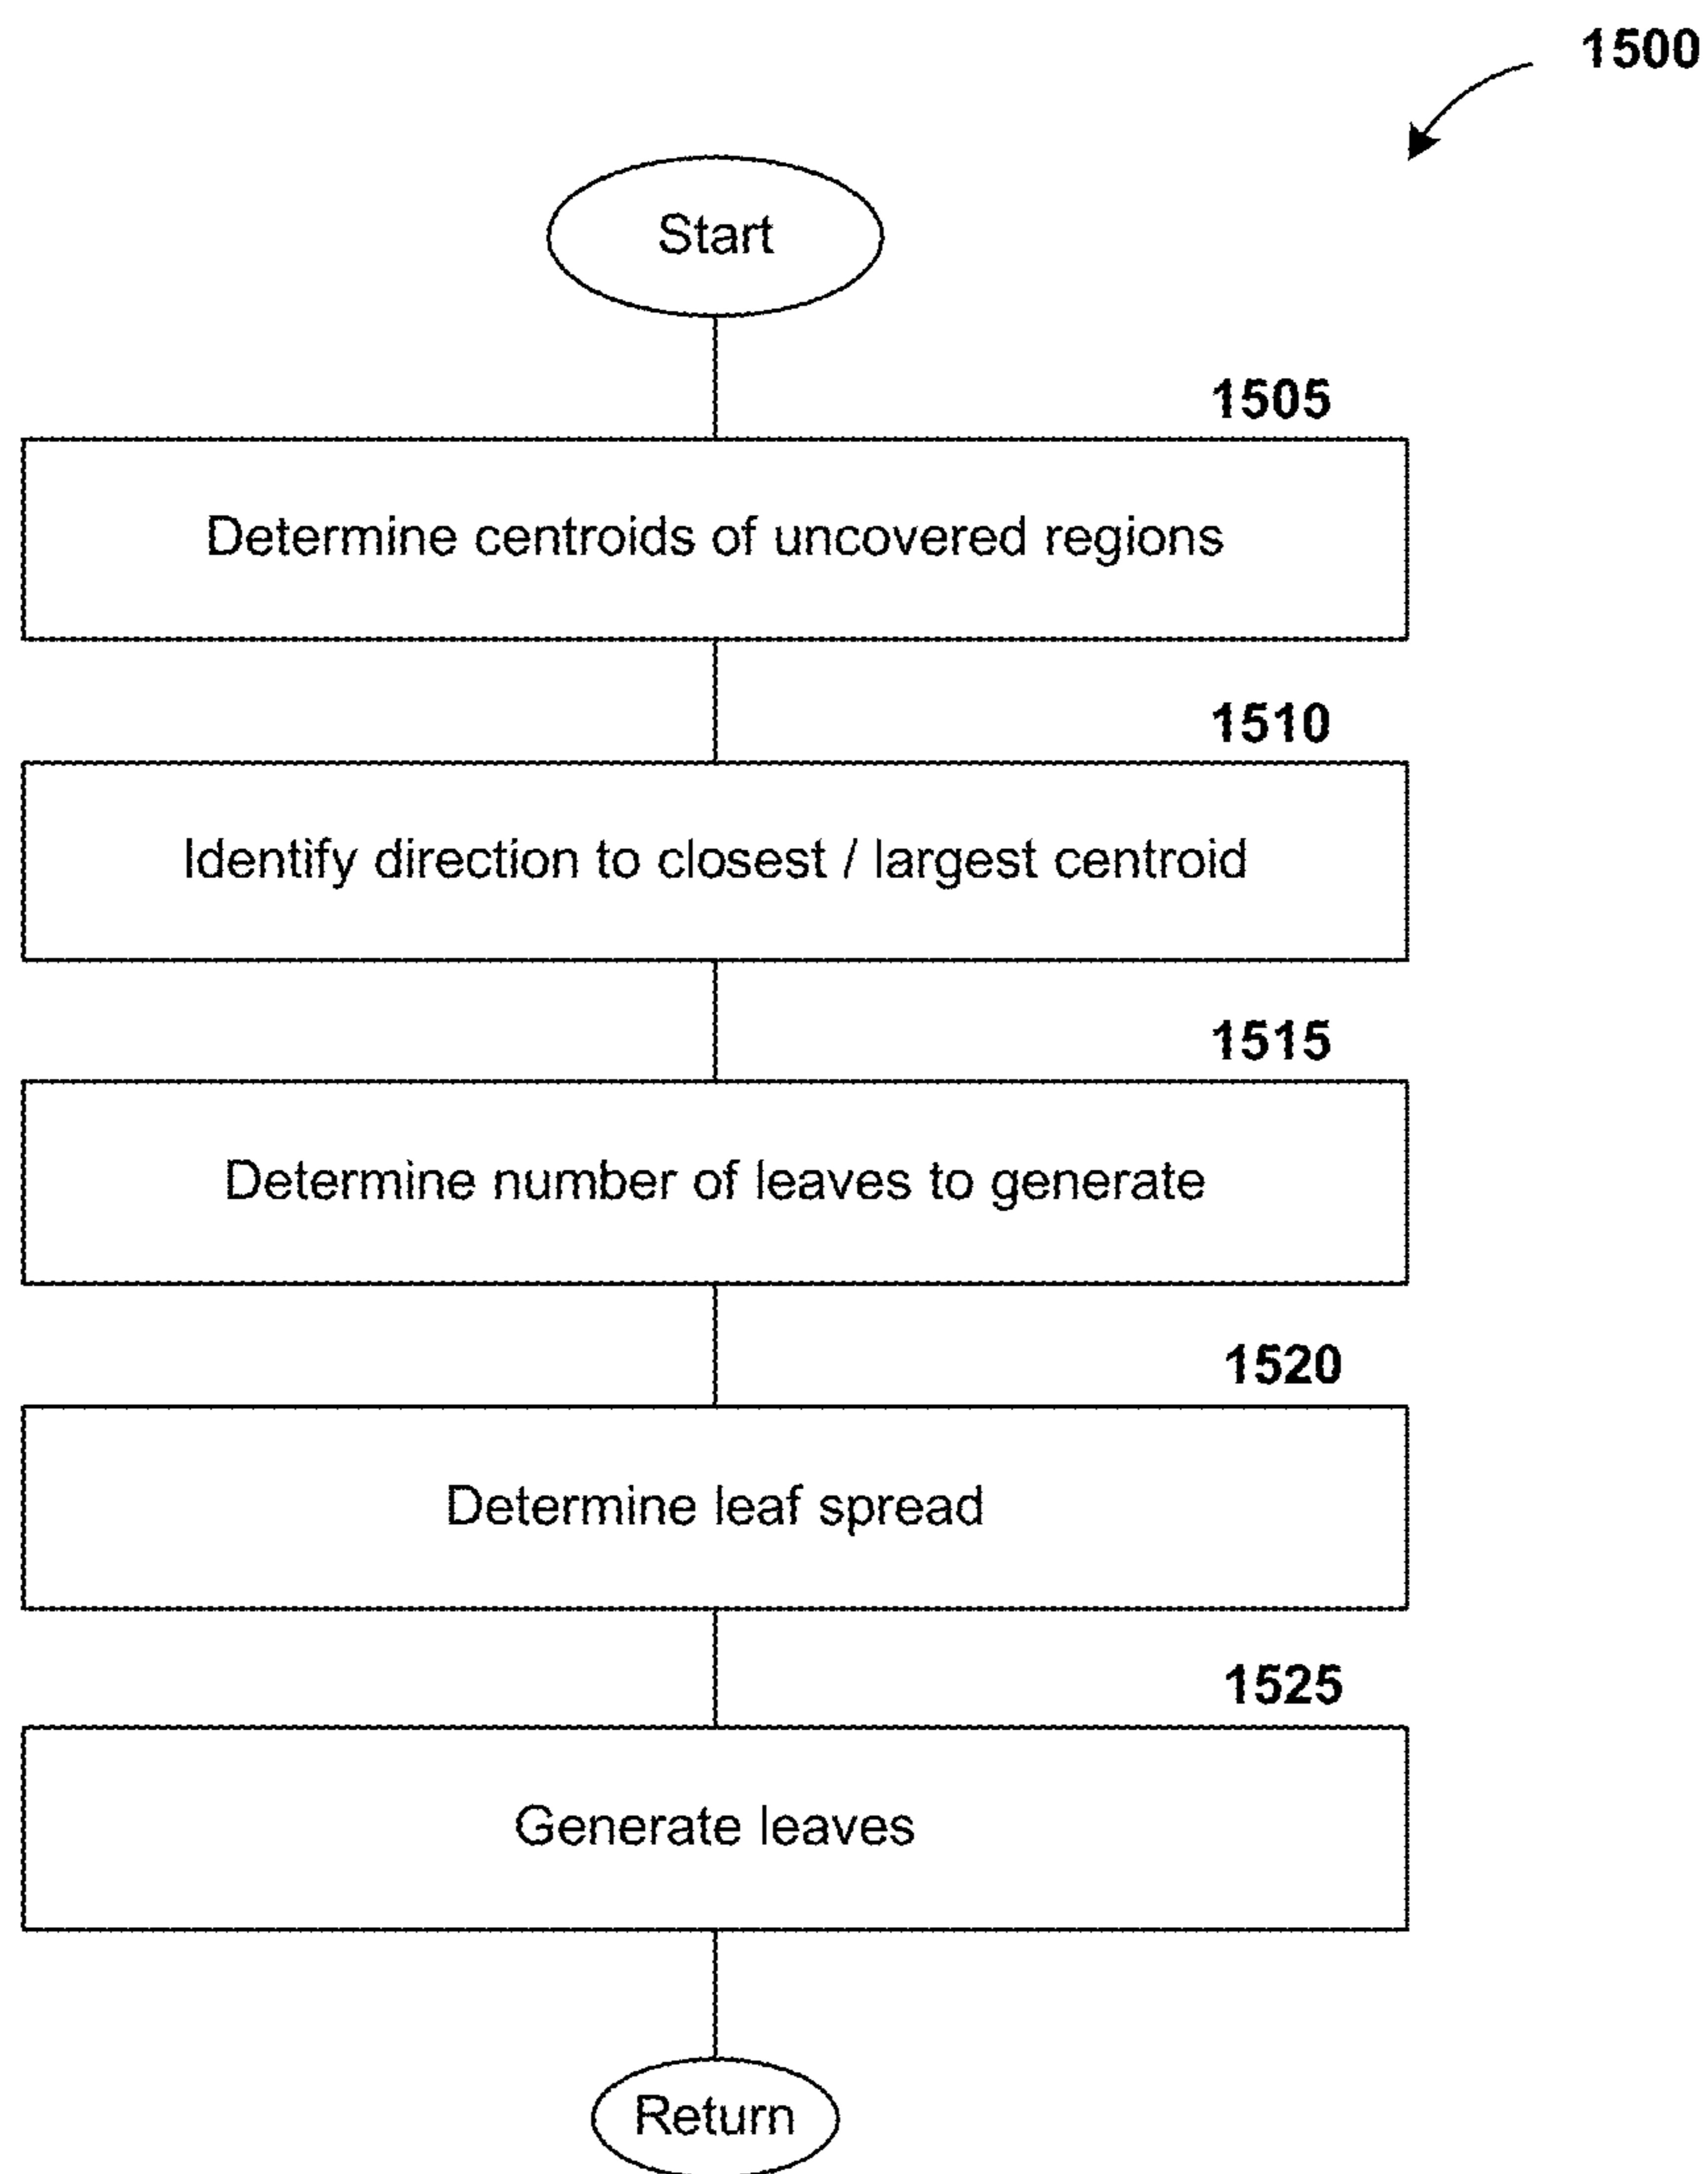 1500
Start
1505
Determine centroids of uncovered regions
1510
Identify direction to closest / largest centroid
1515
Determine number of leaves to generate
1520
Determine leaf spread
1525
Generate leaves
Return